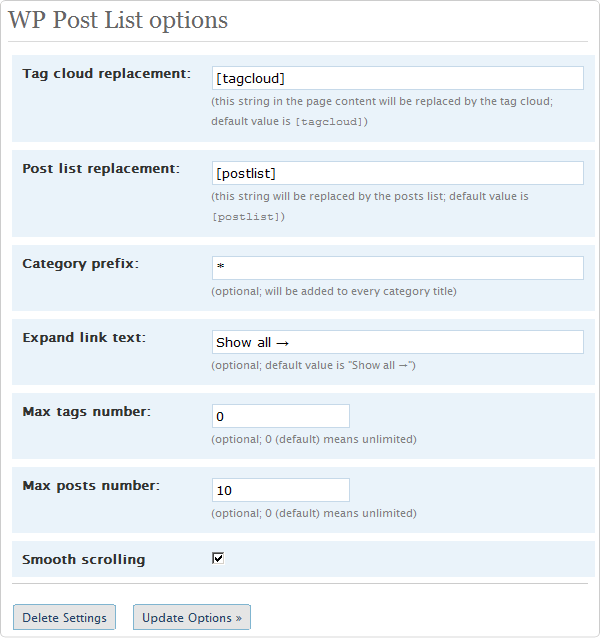 WP Post List options
Tag cloud replacement:
[tagcloud]
(this string in the page content will be replaced by the tag cloud;
default value is [tagcloud])
Post list replacement:
[postlist]
(this string will be replaced by the posts list; default value is
[postlist])
Category prefix:
*
(optional; will be added to every category title)
Expand link text:
Show all →
(optional; default value is "Show all →")
Max tags number:
0
(optional; 0 (default) means unlimited)
Max posts number:
10
(optional; 0 (default) means unlimited)
Smooth scrolling
Delete Settings
Update Options »